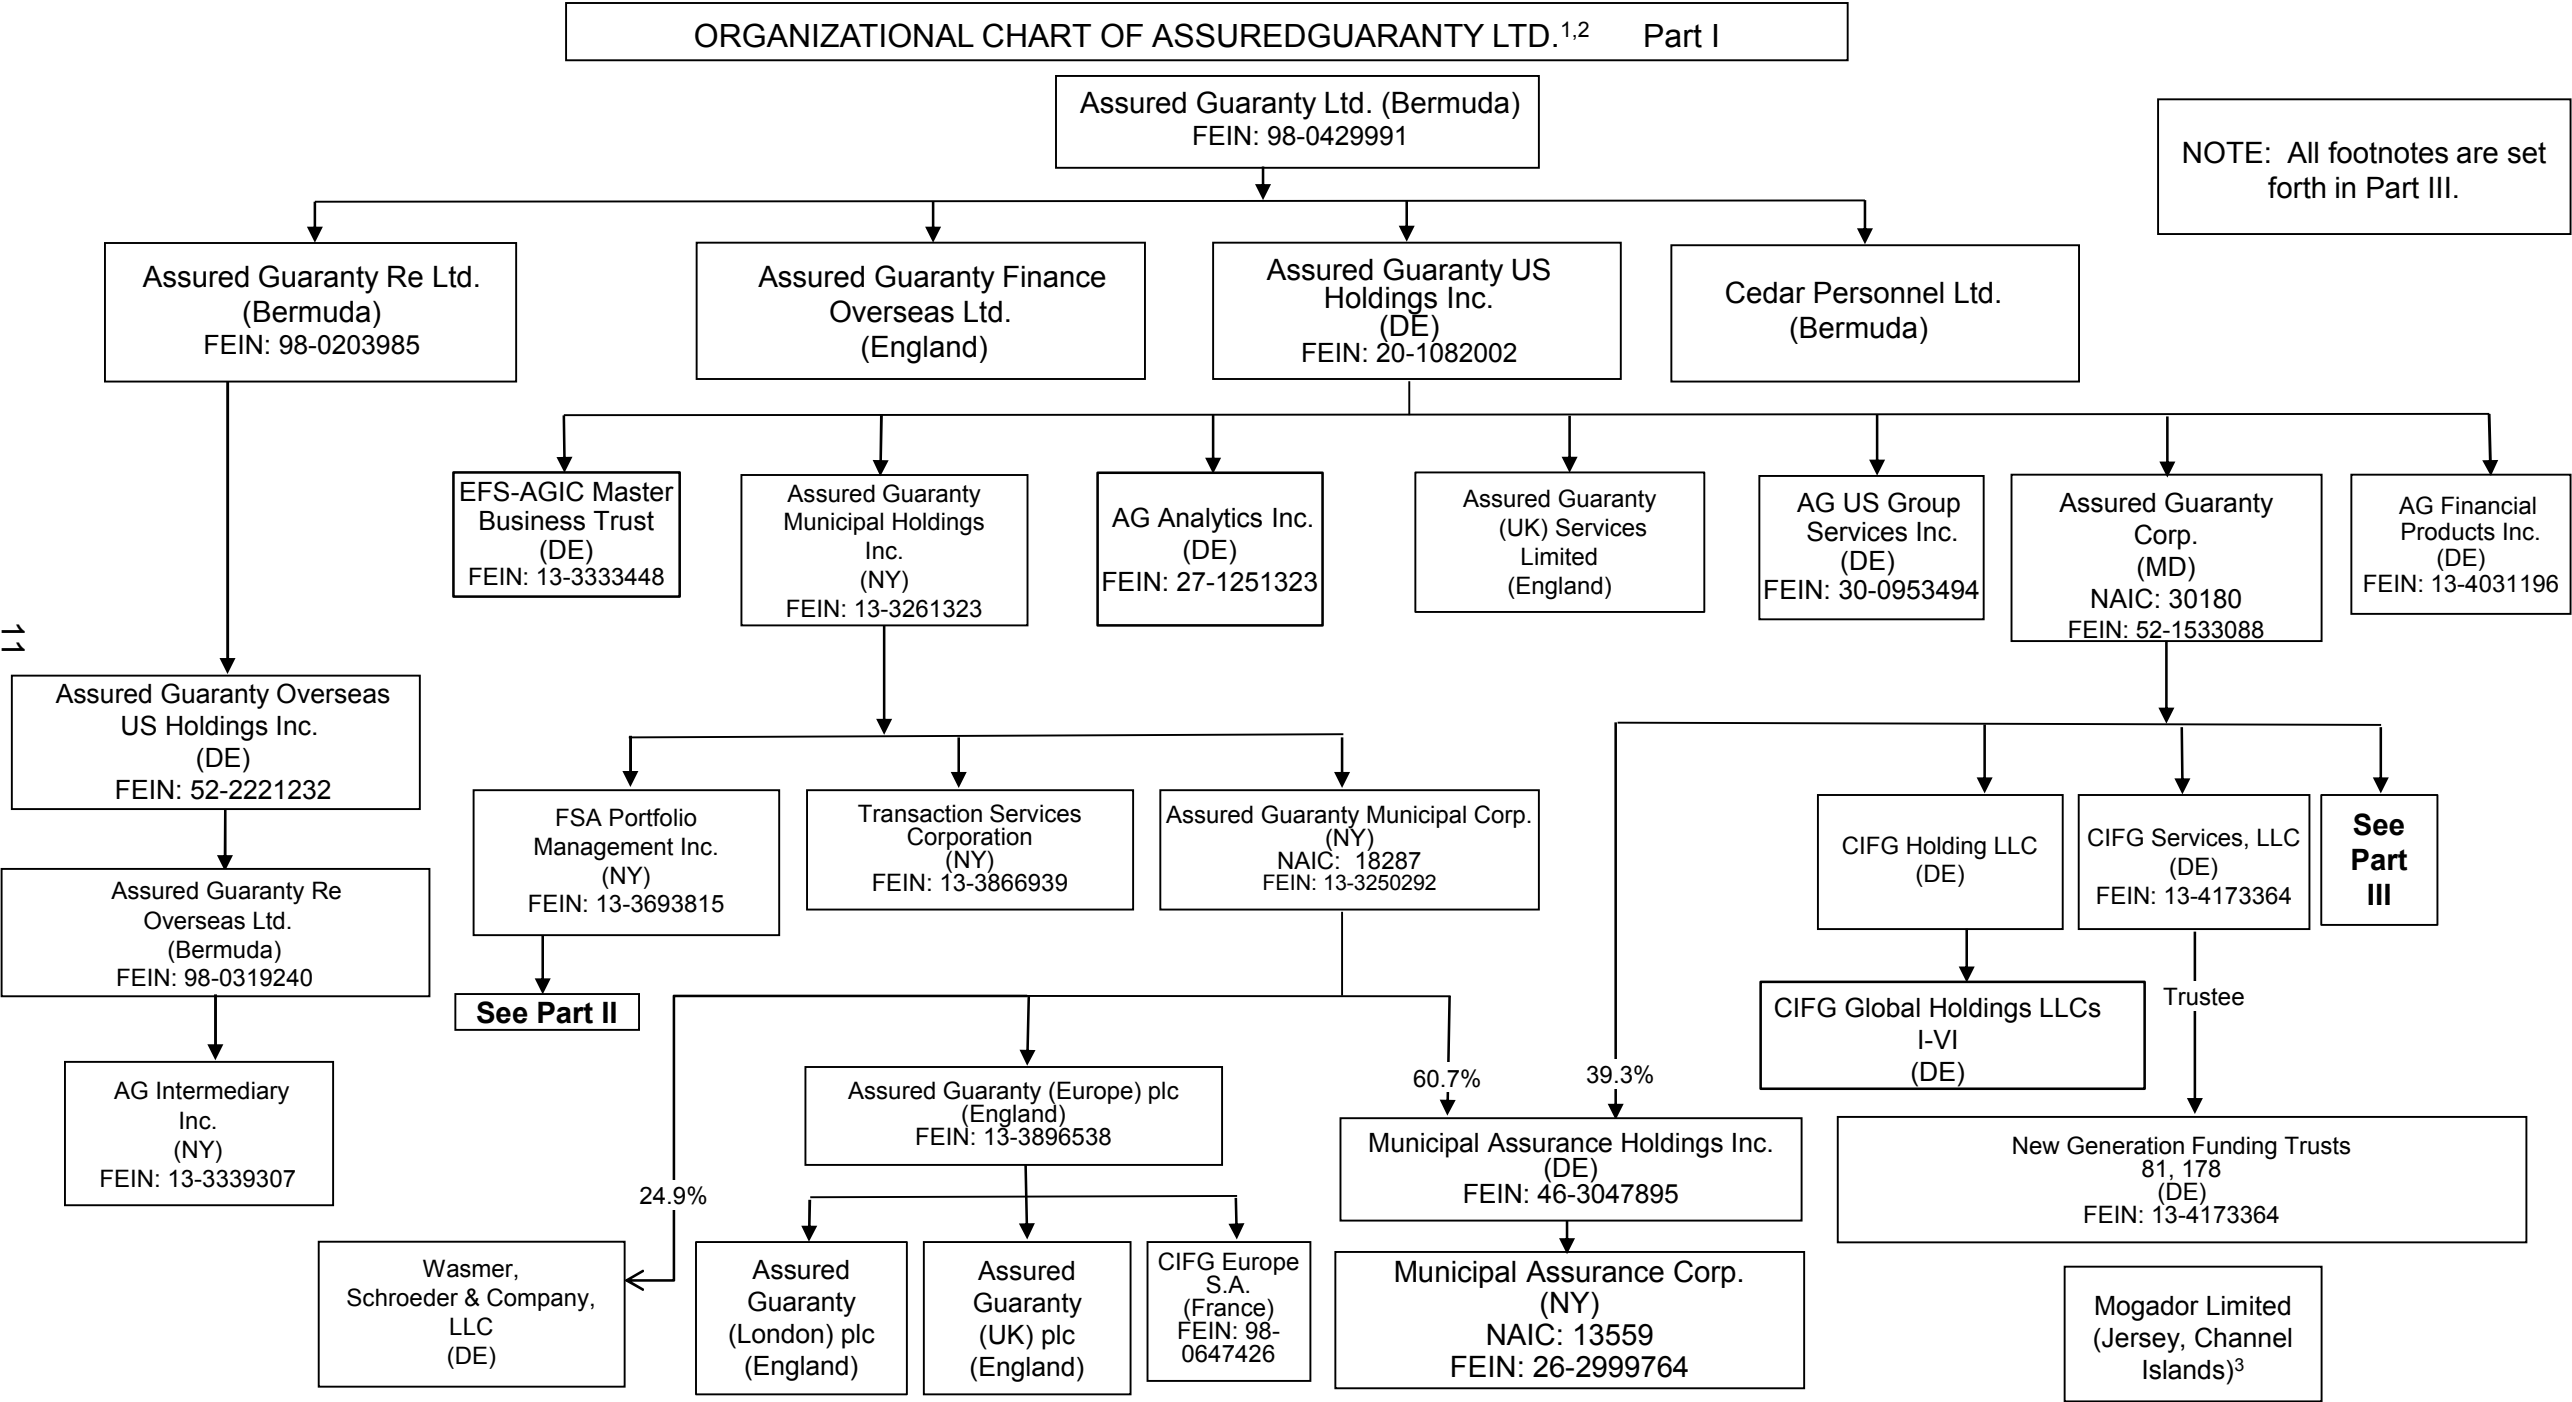 ORGANIZATIONAL CHART OF ASSUREDGUARANTY LTD.1,2 Part I
Assured Guaranty Ltd. (Bermuda)
FEIN: 98-0429991
NOTE: All footnotes are set
forth in Part III.
Assured Guaranty Re Ltd.
(Bermuda)
FEIN: 98-0203985
Assured Guaranty Finance
Overseas Ltd.
(England)
Assured Guaranty US
Holdings Inc.
(DE)
FEIN: 20-1082002
Cedar Personnel Ltd.
(Bermuda)
EFS-AGIC Master
Business Trust
(DE)
FEIN: 13-3333448
Assured Guaranty
Municipal Holdings
Inc.
(NY)
FEIN: 13-3261323
AG Analytics Inc.
(DE)
FEIN: 27-1251323
Assured Guaranty
(UK) Services
Limited
(England)
AG US Group
Services Inc.
(DE)
FEIN: 30-0953494
Assured Guaranty
Corp.
(MD)
NAIC: 30180
FEIN: 52-1533088
AG Financial
Products Inc.
(DE)
FEIN: 13-4031196
11
Assured Guaranty Overseas
US Holdings Inc.
(DE)
FEIN: 52-2221232
FSA Portfolio
Management Inc.
(NY)
FEIN: 13-3693815
Transaction Services
Corporation
(NY)
FEIN: 13-3866939
Assured Guaranty Municipal Corp.
(NY)
NAIC: 18287
FEIN: 13-3250292
CIFG Holding LLC
(DE)
CIFG Services, LLC
(DE)
FEIN: 13-4173364
See
Part
III
Assured Guaranty Re
Overseas Ltd.
(Bermuda)
FEIN: 98-0319240
See Part II
CIFG Global Holdings LLCs
I-VI
(DE)
Trustee
AG Intermediary
Inc.
(NY)
FEIN: 13-3339307
Assured Guaranty (Europe) plc
(England)
FEIN: 13-3896538
60.7%
39.3%
Municipal Assurance Holdings Inc.
(DE)
FEIN: 46-3047895
New Generation Funding Trusts
81, 178
(DE)
FEIN: 13-4173364
24.9%
Wasmer,
Schroeder & Company,
LLC
(DE)
Assured
Guaranty
(London) plc
(England)
Assured
Guaranty
(UK) plc
(England)
CIFG Europe
S.A.
(France)
FEIN: 98-
0647426
Municipal Assurance Corp.
(NY)
NAIC: 13559
FEIN: 26-2999764
Mogador Limited
(Jersey, Channel
Islands)3